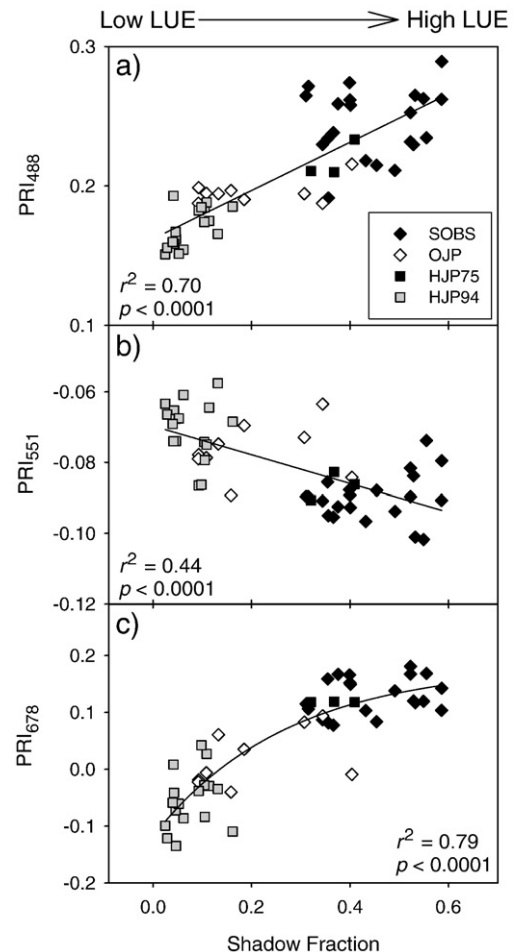 Low LUE High LUE
a)
0.3
0.2
0.1
PRI488
SOBS
OJP
HJP75
HJP94
r2 = 0.70
p < 0.0001
b)
-0.06
-0.08
-0.10
-0.12
PRI551
r2 = 0.44
p < 0.0001
c)
0.2
0.1
0.0
-0.1
-0.2
PRI678
r2 = 0.79
p < 0.0001
0.0 0.2 0.4 0.6
Shadow Fraction